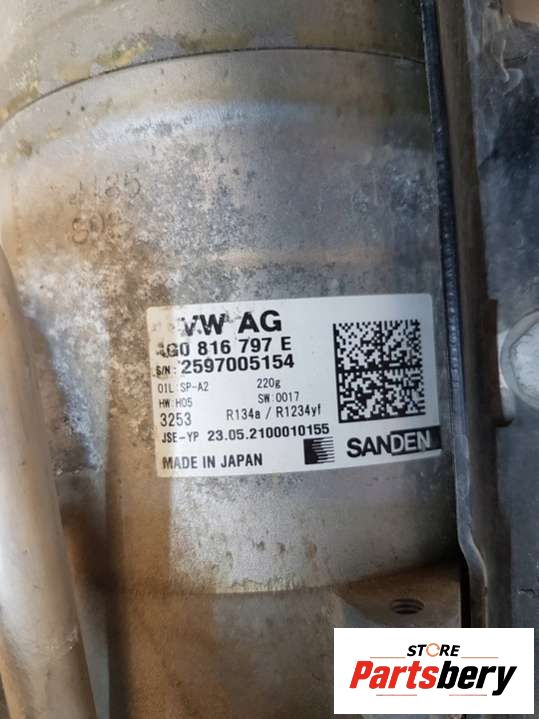 VW AG
4G0 816 797 E
S/N: 2597005154
OIL:SP-A2 220g
HW:H05 SW:0017
3253 R134a / R1234yf
JSE-YP 23.05.2100010155
MADE IN JAPAN SANDEN
STORE
Partsbery